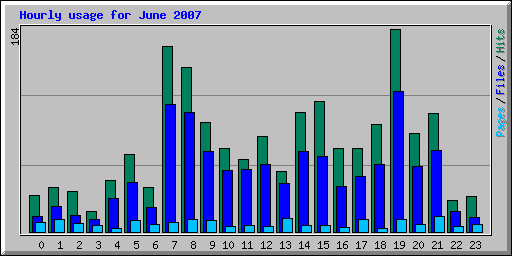 Hourly usage for June 2007
184
Pages / Files / Hits
0 1 2 3 4 5 6 7 8 9 10 11 12 13 14 15 16 17 18 19 20 21 22 23